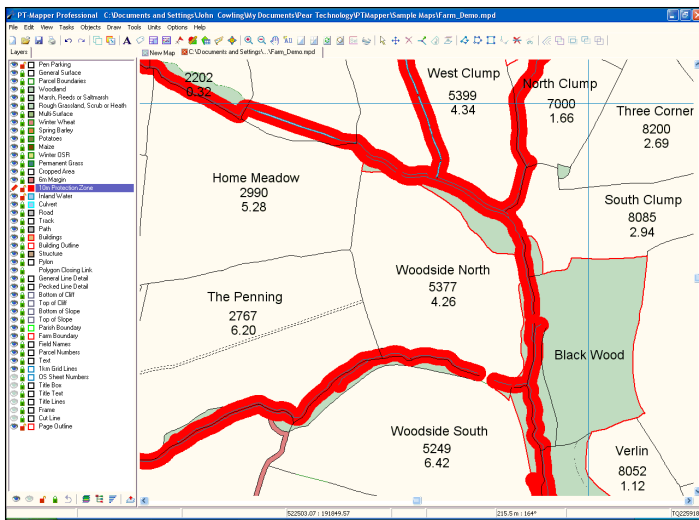 PT-Mapper Professional C:\Documents and Settings\John Cowling\My Documents\Pear Technology\PTMapper\Sample Maps\Farm_Demo.mpd
File Edit View Tasks Objects Draw Tools Units Options Help
Layers
New Map C:\Documents and Settings\...\Farm_Demo.mpd
Pen Parking
General Surface
Parcel Boundaries
Woodland
Marsh, Reeds or Saltmarsh
Rough Grassland, Scrub or Heath
Multi-Surface
Winter Wheat
Spring Barley
Potatoes
Maize
Winter OSR
Permanent Grass
Cropped Area
6m Margin
10m Protection Zone
Inland Water
Culvert
Road
Track
Path
Buildings
Building Outline
Structure
Pylon
Polygon Closing Link
General Line Detail
Pecked Line Detail
Bottom of Cliff
Top of Cliff
Bottom of Slope
Top of Slope
Parish Boundary
Farm Boundary
Field Names
Parcel Numbers
Text
1km Grid Lines
OS Sheet Numbers
Title Box
Title Text
Title Lines
Frame
Cut Line
Page Outline
2202
0.32
West Clump
5399
4.34
North Clump
7000
1.66
Three Corner
8200
2.69
Home Meadow
2990
5.28
South Clump
8085
2.94
Woodside North
5377
4.26
The Penning
2767
6.20
Black Wood
Woodside South
5249
6.42
Verlin
8052
1.12
522503.07 : 191849.57
215.5 m : 164°
TQ225918